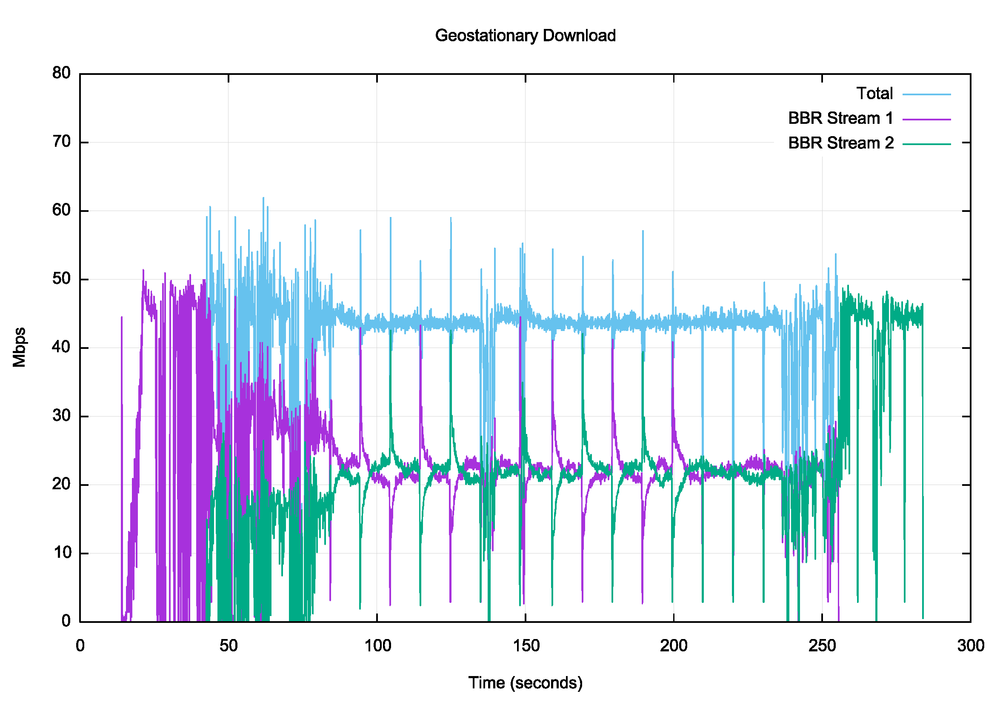 Geostationary Download
Total
BBR Stream 1
BBR Stream 2
80
70
60
50
40
30
20
10
0
Mbps
0 50 100 150 200 250 300
Time (seconds)